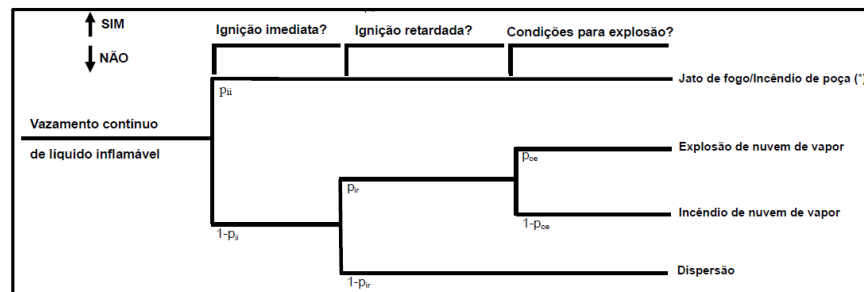 SIM
NÃO
Ignição imediata?
Ignição retardada?
Condições para explosão?
pii
Jato de fogo/Incêndio de poça (*)
Vazamento contínuo
de líquido inflamável
pce
Explosão de nuvem de vapor
pir
1-pce
Incêndio de nuvem de vapor
1-pii
1-pir
Dispersão